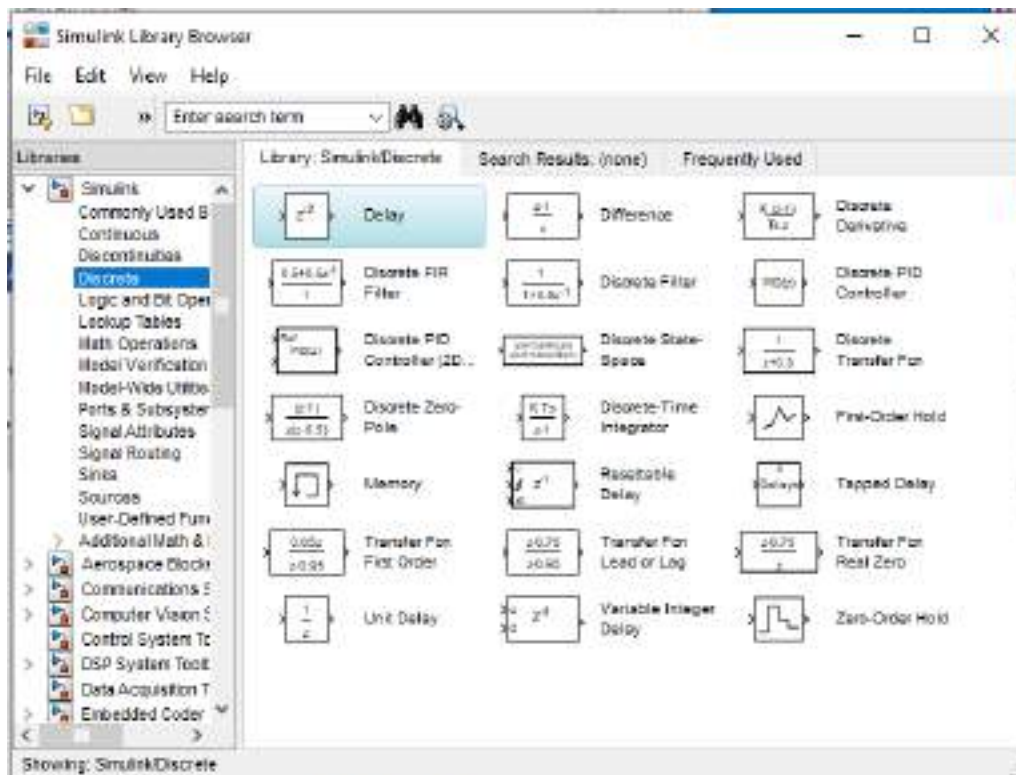 Simulink Library Browser
File Edit View Help
» Enter search term
Libraries
Library: Simulink/Discrete Search Results: (none) Frequently Used
Simulink
Commonly Used B
Continuous
Discontinuities
Discrete
Logic and Bit Oper
Lookup Tables
Math Operations
Model Verification
Model-Wide Utilitie
Ports & Subsyster
Signal Attributes
Signal Routing
Sinks
Sources
User-Defined Fun
Additional Math &
Aerospace Blocks
Communications S
Computer Vision S
Control System To
DSP System Toolb
Data Acquisition T
Embedded Coder
Delay
Difference
Discrete
Derivative
Discrete FIR
Filter
Discrete Filter
Discrete PID
Controller
Discrete PID
Controller (2D...
Discrete State-
Space
Discrete
Transfer Fcn
Discrete Zero-
Pole
Discrete-Time
Integrator
First-Order Hold
Memory
Resettable
Delay
Delays
Tapped Delay
Transfer Fcn
First Order
Transfer Fcn
Lead or Lag
Transfer Fcn
Real Zero
Unit Delay
Variable Integer
Delay
Zero-Order Hold
Showing: Simulink/Discrete